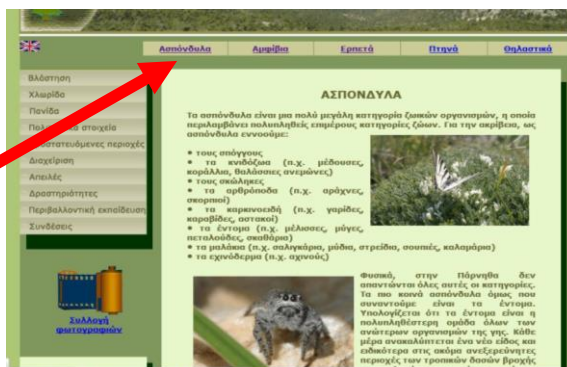 Ασπόνδυλα Αμφίβια Ερπετά Πτηνά Θηλαστικά
Βλάστηση
Χλωρίδα
Πανίδα
στοιχεία
περιοχές
Διαχείριση
Απειλές
Δραστηριότητες
Περιβαλλοντική εκπαίδευση
Συνδέσεις
Συλλογή
φωτογραφιών
ΑΣΠΟΝΔΥΛΑ
Τα ασπόνδυλα είναι μια πολύ μεγάλη κατηγορία ζωικών οργανισμών, η οποία
περιλαμβάνει πολυπληθείς επιμέρους κατηγορίες ζώων. Για την ακρίβεια, ως
ασπόνδυλα εννοούμε:
• τους σπόγγους
• τα κνιδόζωα (π.χ. μέδουσες,
κοράλλια, θαλάσσιες ανεμώνες)
• τους σκώληκες
• τα αρθρόποδα (π.χ. αράχνες,
σκορπιοί)
• τα καρκινοειδή (π.χ. γαρίδες,
καραβίδες, αστακοί)
• τα έντομα (π.χ. μέλισσες, μύγες,
πεταλούδες, σκαθάρια)
• τα μαλάκια (π.χ. σαλιγκάρια, μύδια, στρείδια, σουπιές, καλαμάρια)
• τα εχινόδερμα (π.χ. αχινούς)
Φυσικά, στην Πάρνηθα δεν
απαντώνται όλες αυτές οι κατηγορίες.
Τα πιο κοινά ασπόνδυλα όμως που
συναντούμε είναι τα έντομα.
Υπολογίζεται ότι τα έντομα είναι η
πολυπληθέστερη ομάδα όλων των
ανώτερων οργανισμών της γης. Κάθε
μέρα ανακαλύπτεται ένα νέο είδος και
ειδικότερα στις ακόμα ανεξερεύνητες
περιοχές των τροπικών δασών βροχής